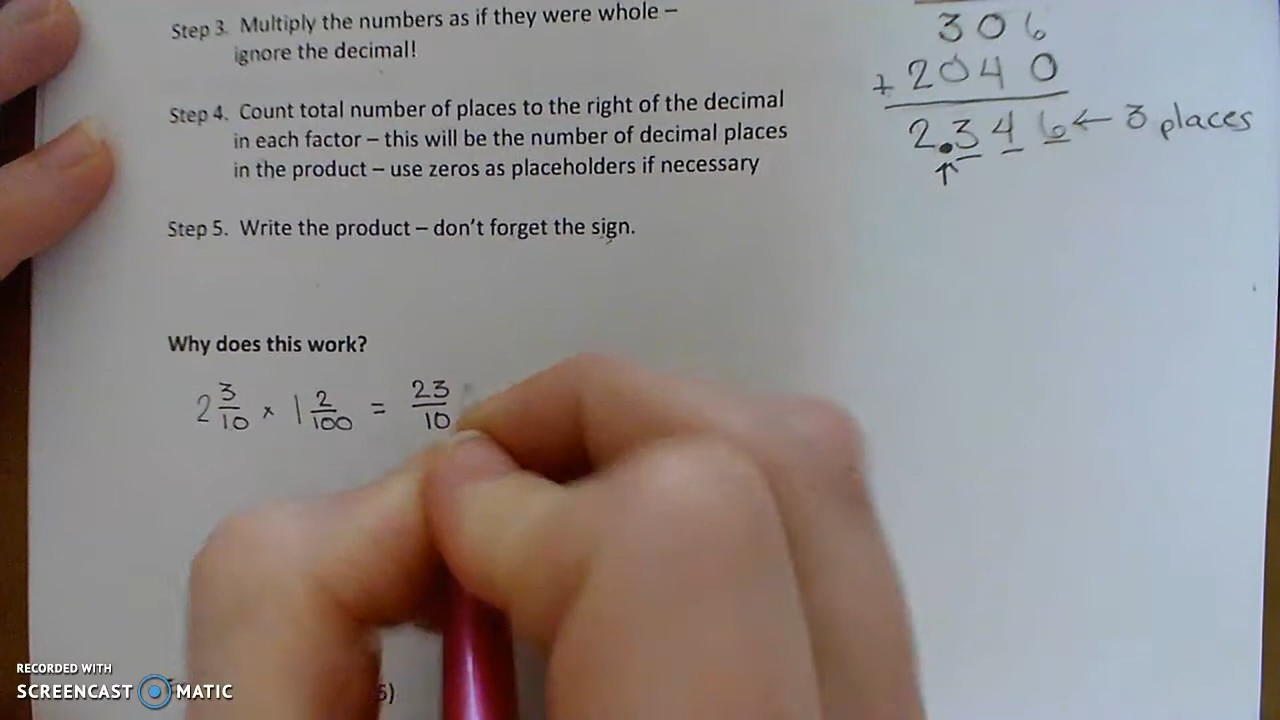 Step 3. Multiply the numbers as if they were whole –
ignore the decimal!
Step 4. Count total number of places to the right of the decimal
in each factor – this will be the number of decimal places
in the product – use zeros as placeholders if necessary
Step 5. Write the product – don't forget the sign.
306
+ 2040
2.346 ← 3 places
↑
Why does this work?
2 3/10 × 1 2/100 = 23/10
5)
RECORDED WITH
SCREENCAST MATIC